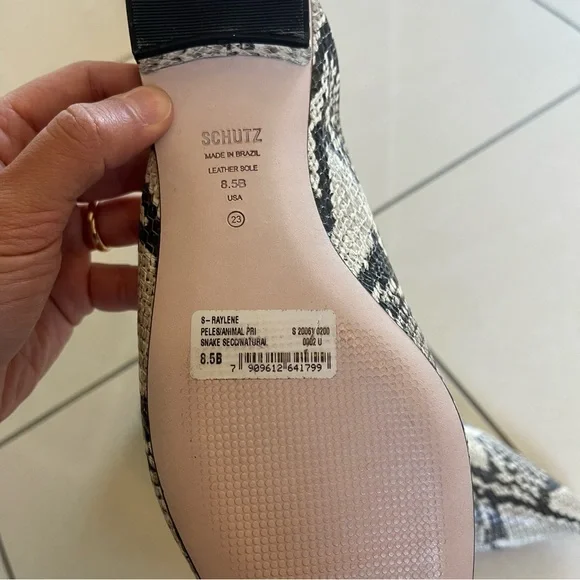 SCHUTZ
MADE IN BRAZIL
LEATHER SOLE
8.5B
USA
23
S-RAYLENE
PELES/ANIMAL PRI
SNAKE SECO/NATURAL
S 20061 0200
0002 U
8.5B
7 909612 641799